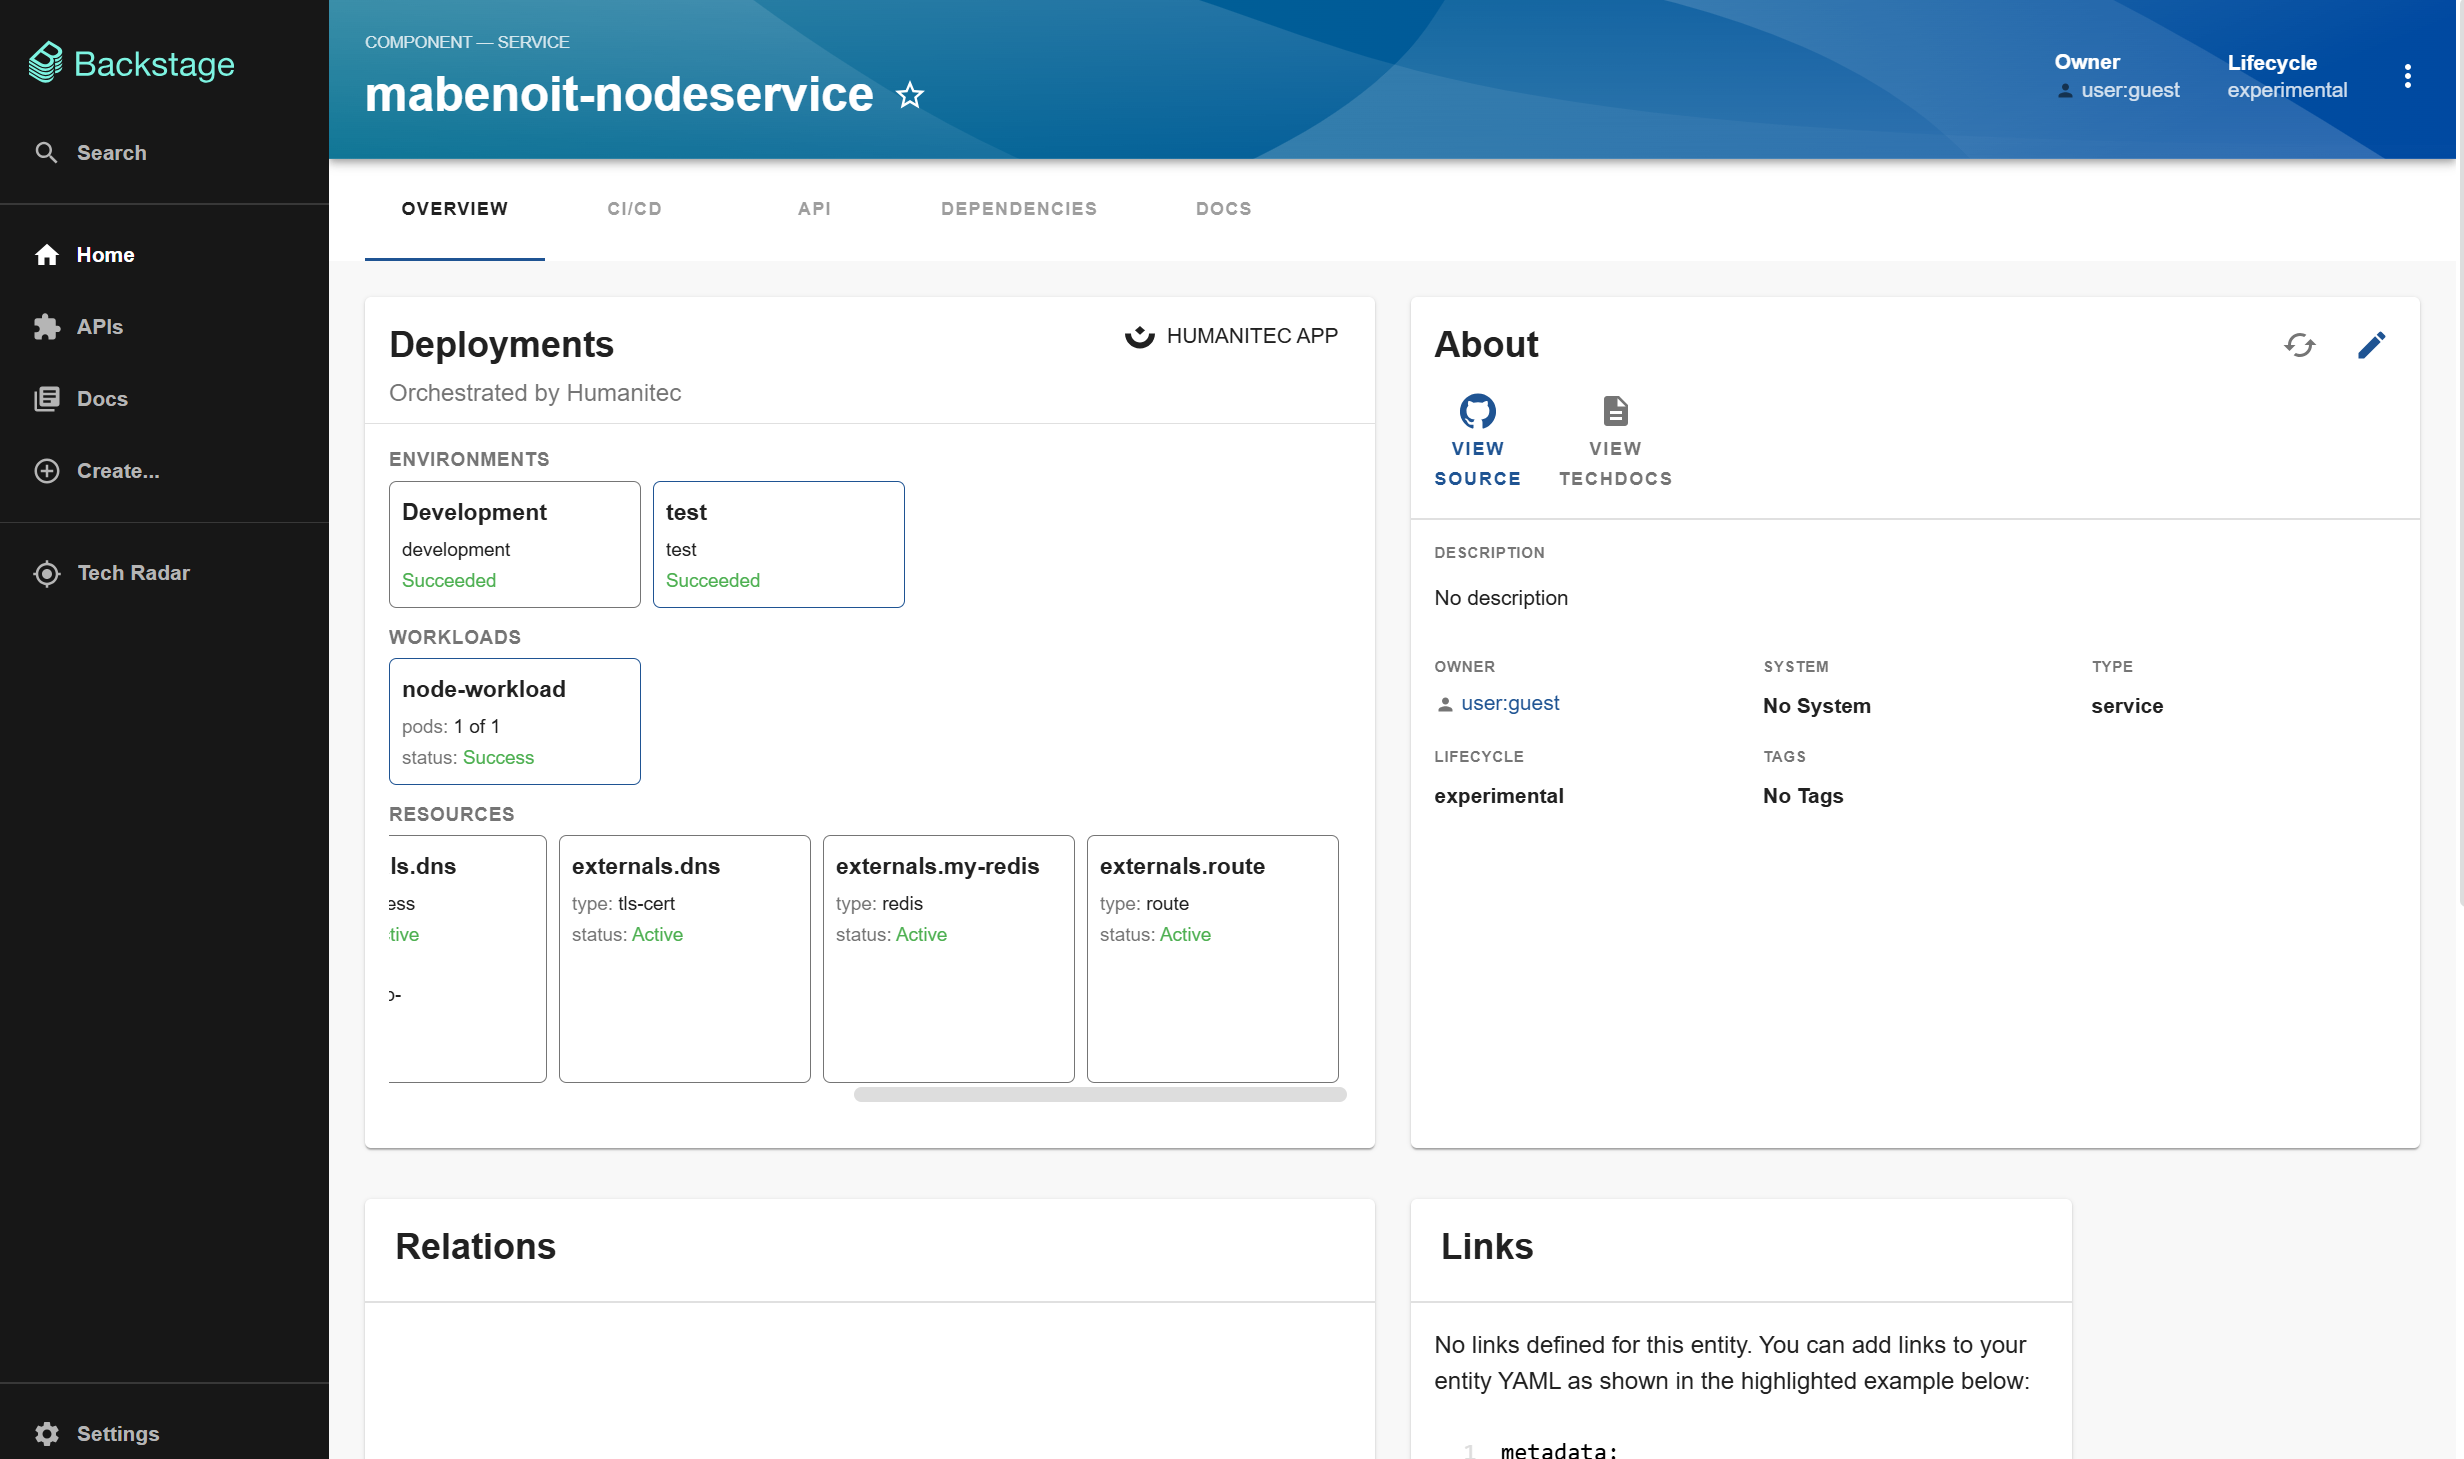 Backstage
Search
Home
APIs
Docs
Create...
Tech Radar
Settings
COMPONENT — SERVICE
mabenoit-nodeservice
Owner
user:guest
Lifecycle
experimental
OVERVIEW
CI/CD
API
DEPENDENCIES
DOCS
Deployments
HUMANITEC APP
Orchestrated by Humanitec
ENVIRONMENTS
Development
development
Succeeded
test
test
Succeeded
WORKLOADS
node-workload
pods: 1 of 1
status: Success
RESOURCES
ls.dns
ess
tive
o-
externals.dns
type: tls-cert
status: Active
externals.my-redis
type: redis
status: Active
externals.route
type: route
status: Active
About
VIEW
SOURCE
VIEW
TECHDOCS
DESCRIPTION
No description
OWNER
user:guest
SYSTEM
No System
TYPE
service
LIFECYCLE
experimental
TAGS
No Tags
Relations
Links
No links defined for this entity. You can add links to your
entity YAML as shown in the highlighted example below:
1 metadata: